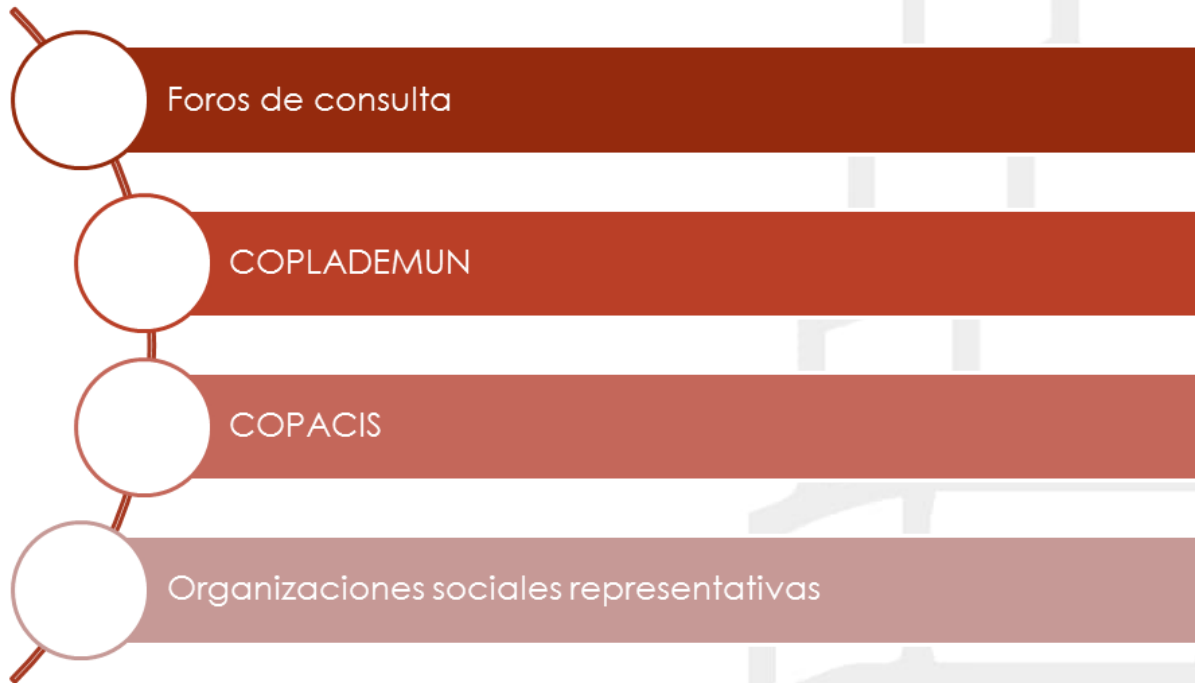 Foros de consulta
COPLADEMUN
COPACIS
Organizaciones sociales representativas